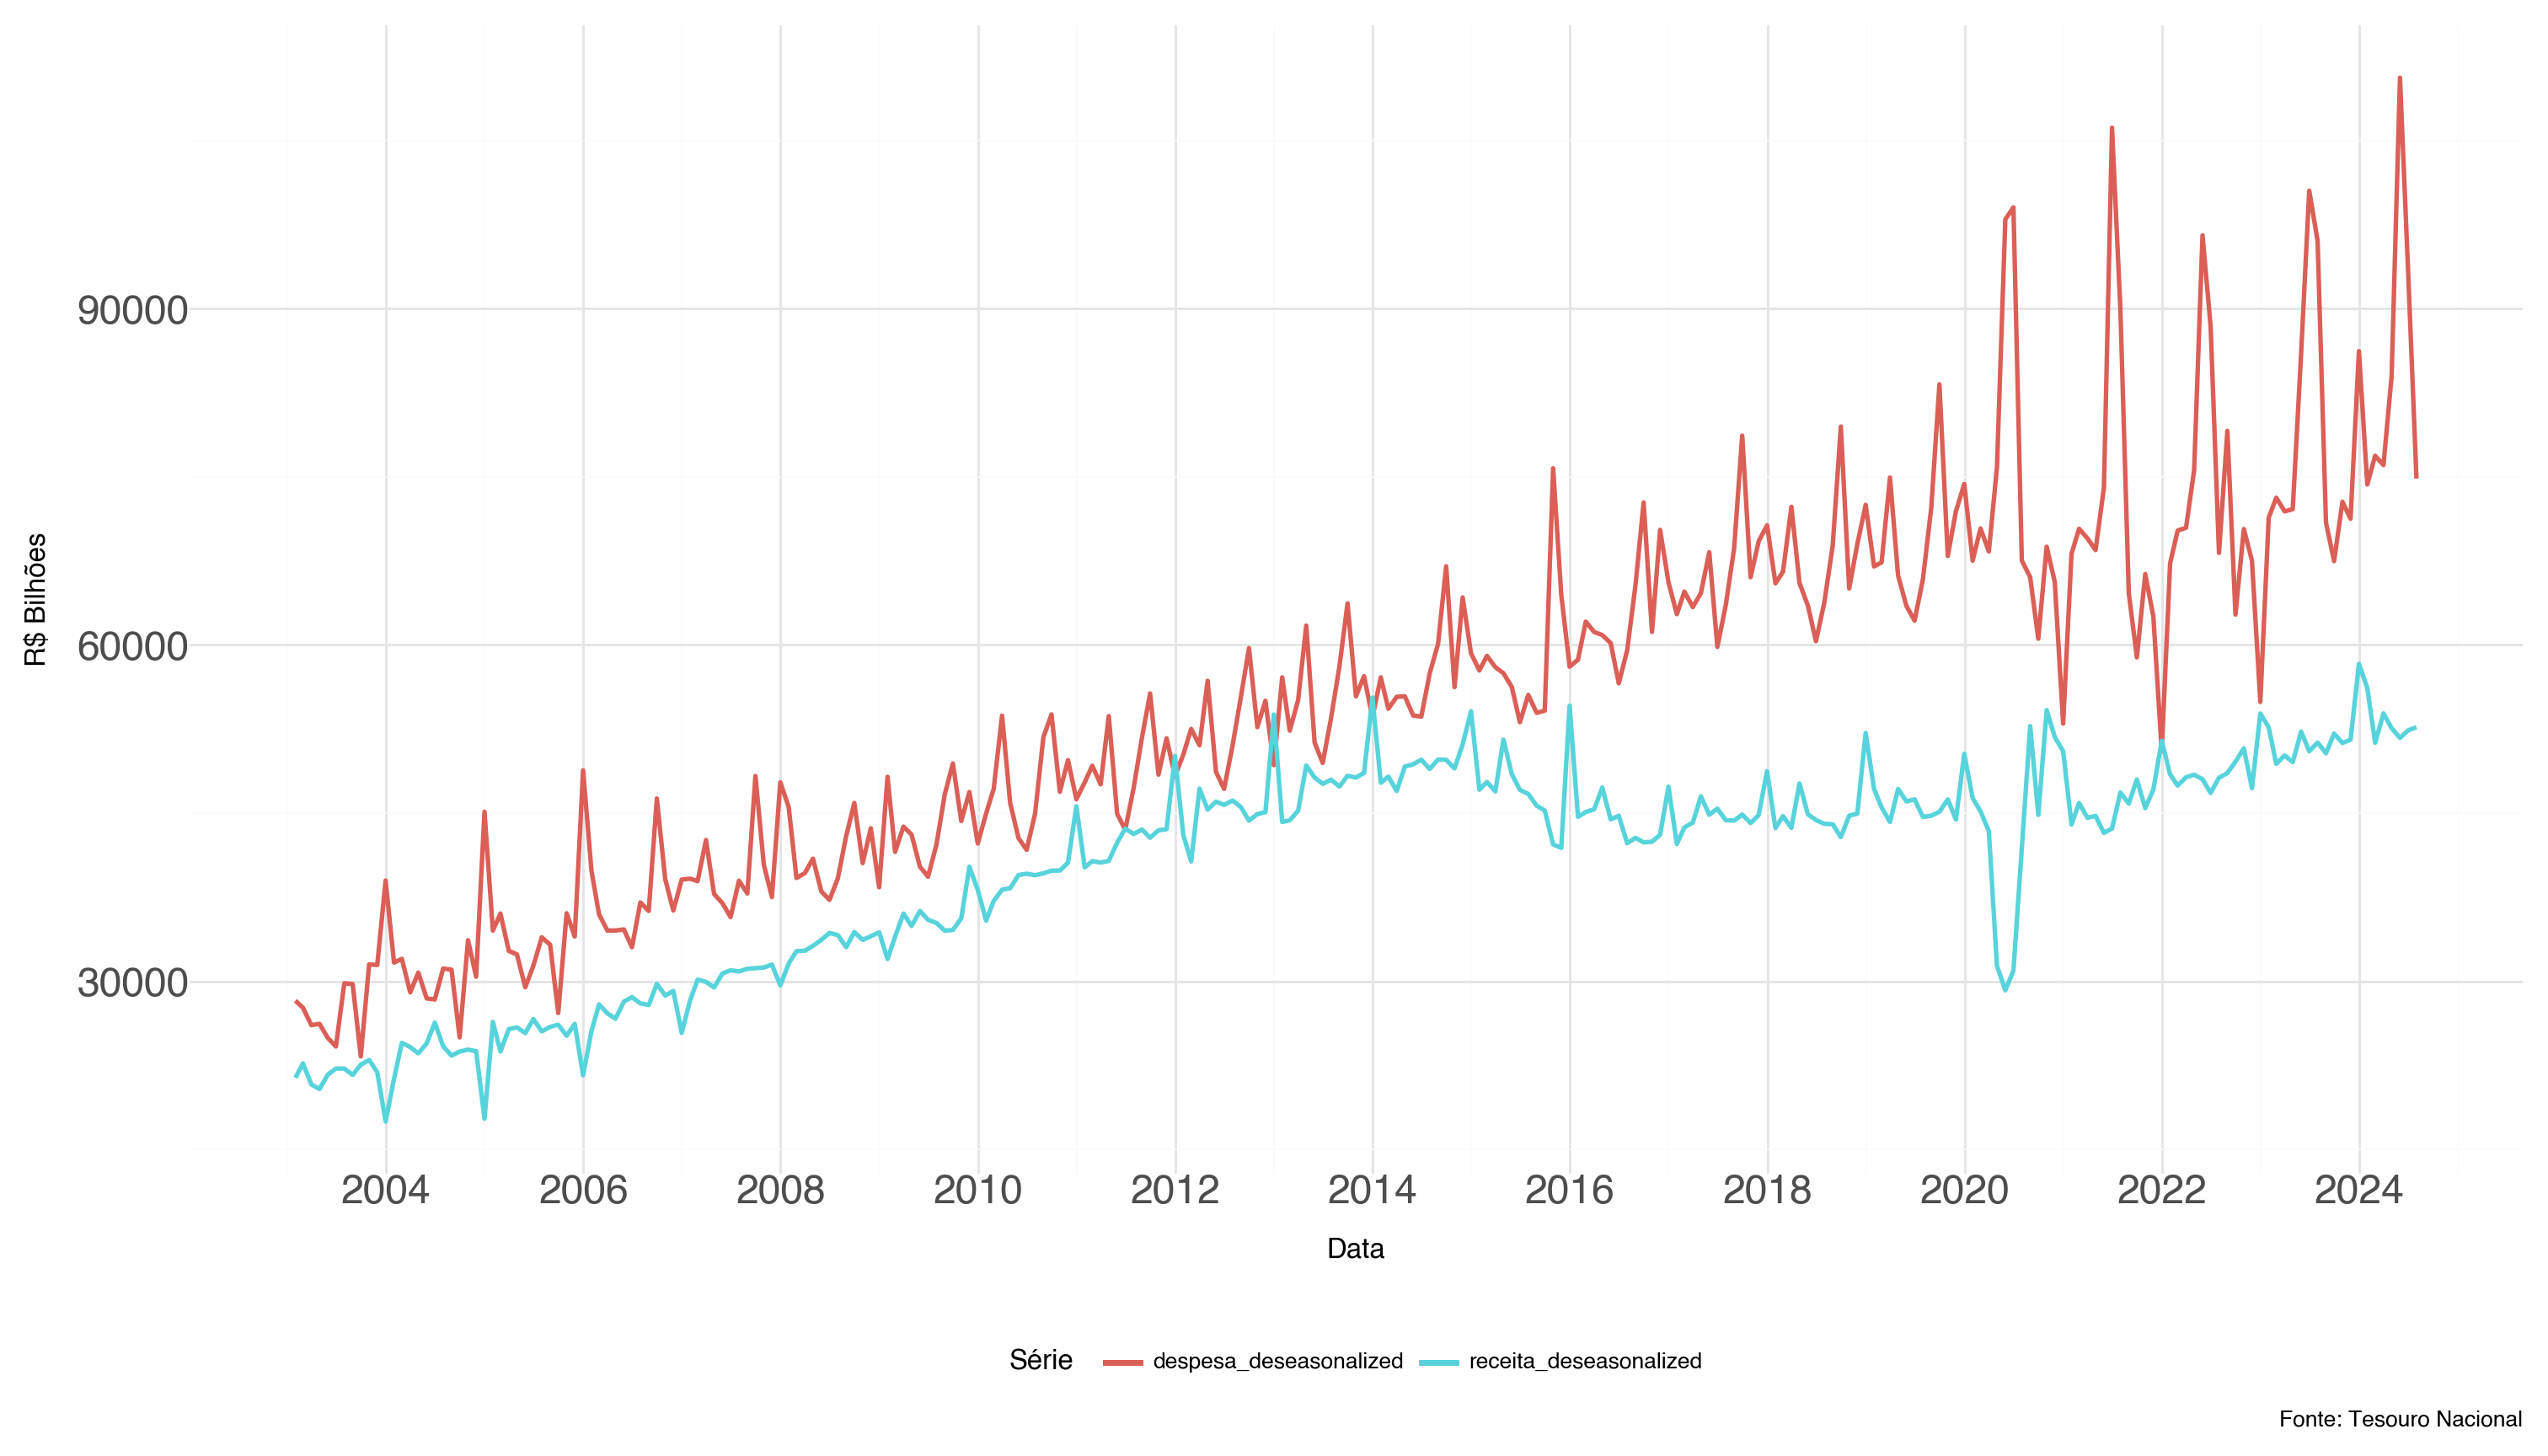 R$ Bilhões
90000
60000
30000
2004 2006 2008 2010 2012 2014 2016 2018 2020 2022 2024
Data
Série despesa_deseasonalized receita_deseasonalized
Fonte: Tesouro Nacional